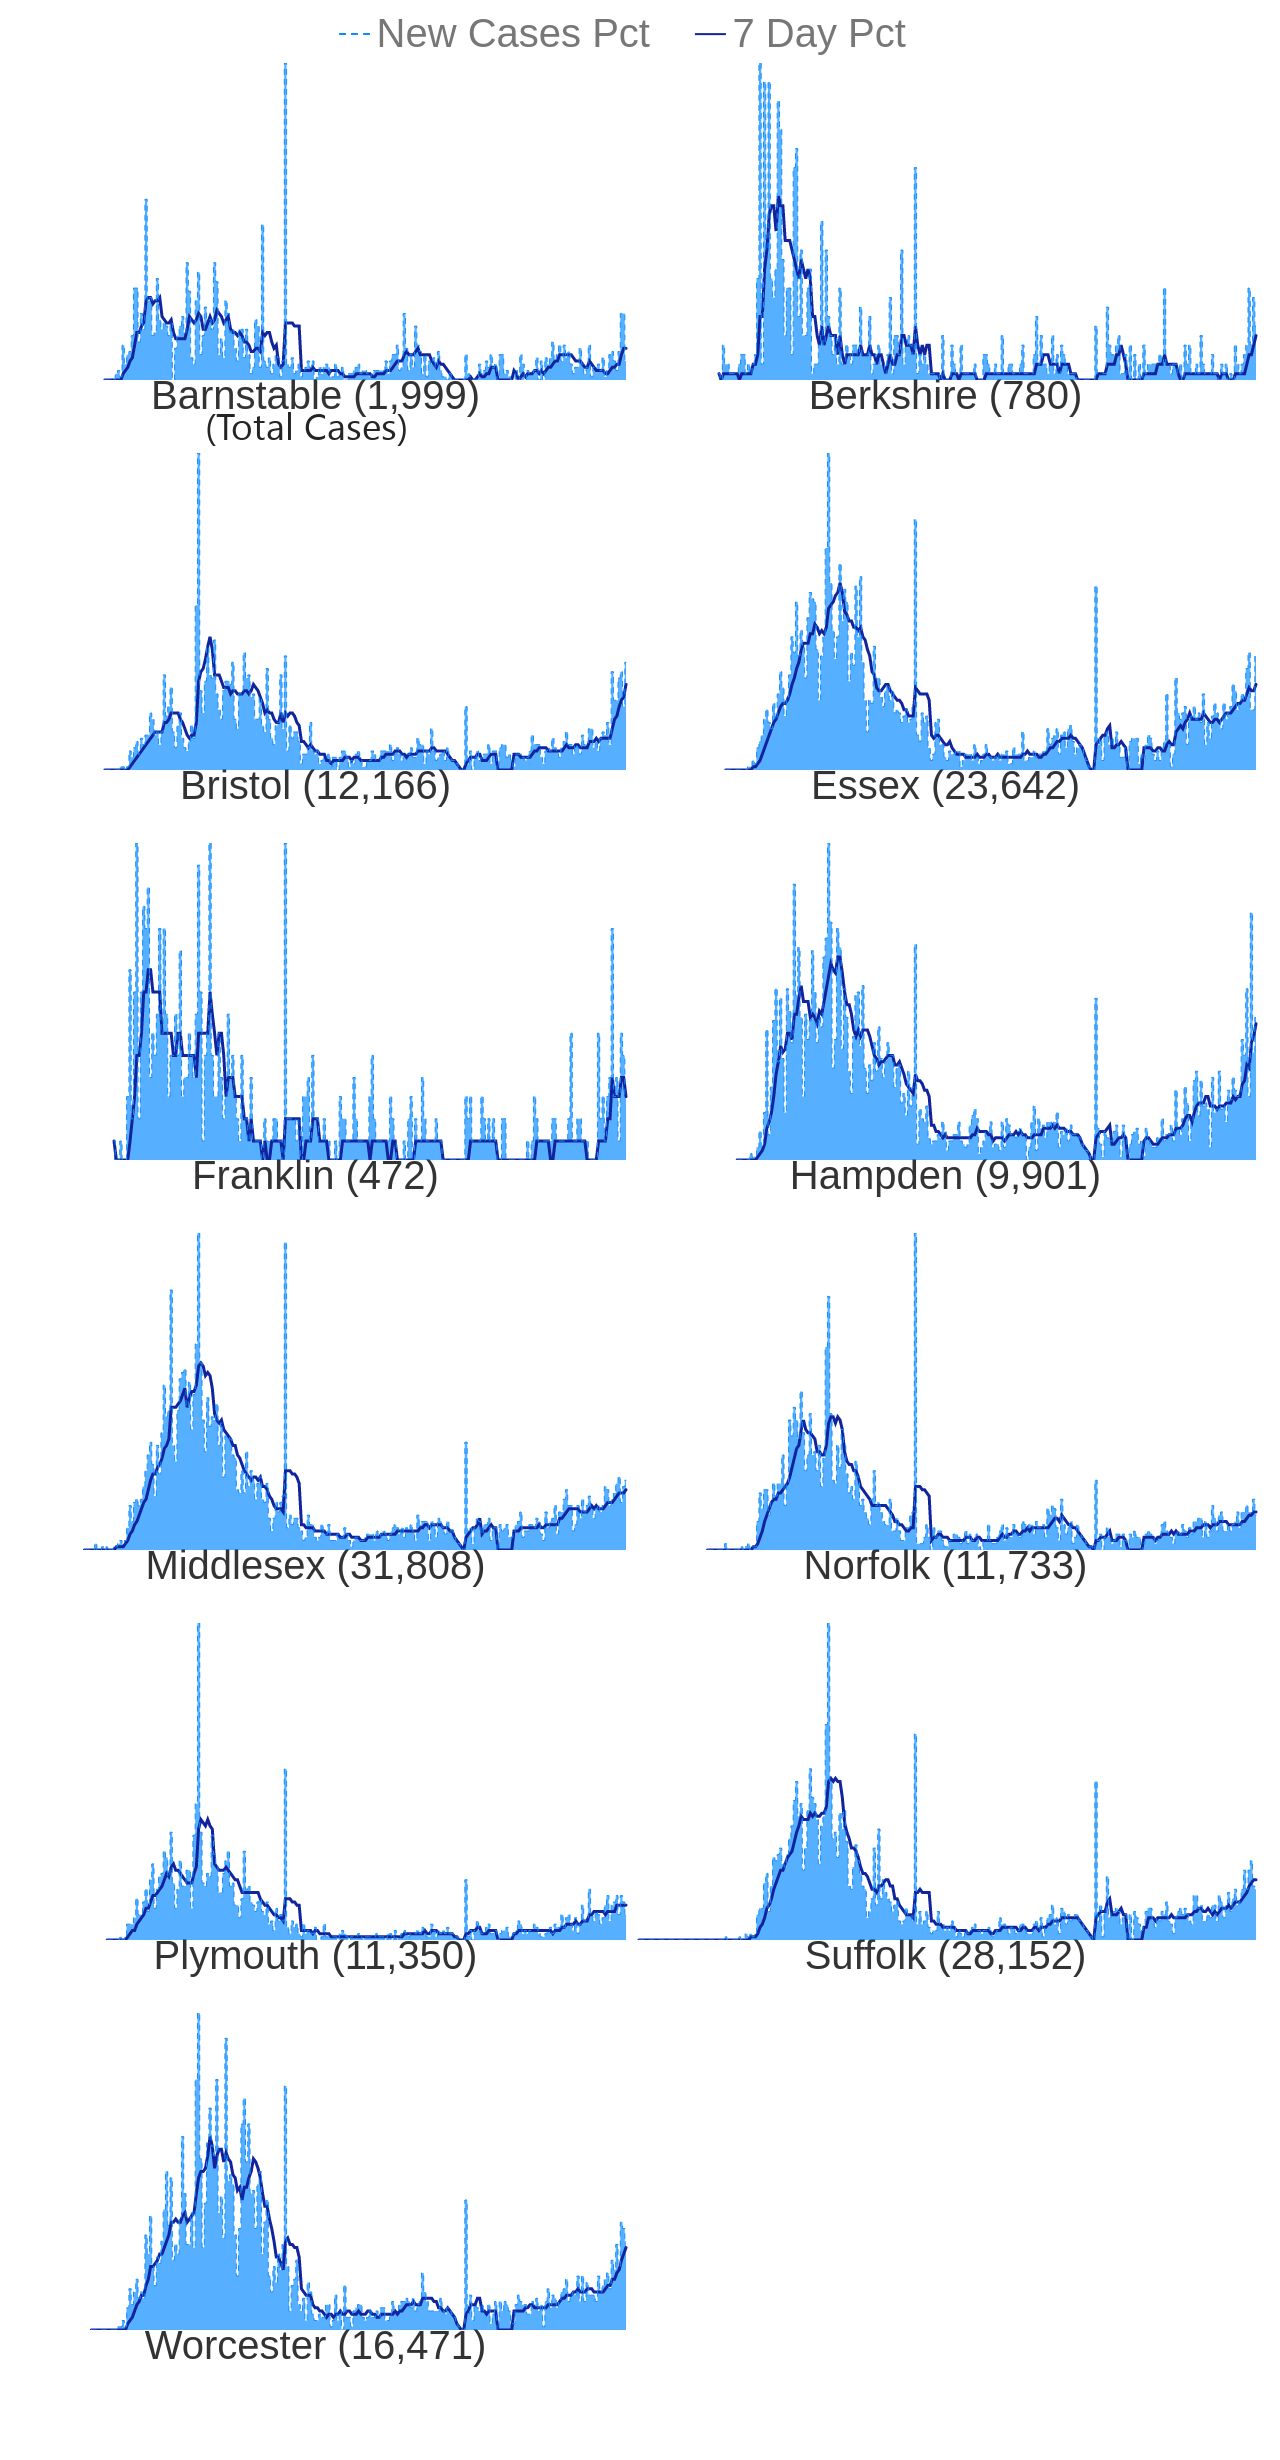 New Cases Pct 7 Day Pct
Barnstable (1,999) Berkshire (780)
(Total Cases)
Bristol (12,166) Essex (23,642)
Franklin (472) Hampden (9,901)
Middlesex (31,808) Norfolk (11,733)
Plymouth (11,350) Suffolk (28,152)
Worcester (16,471)